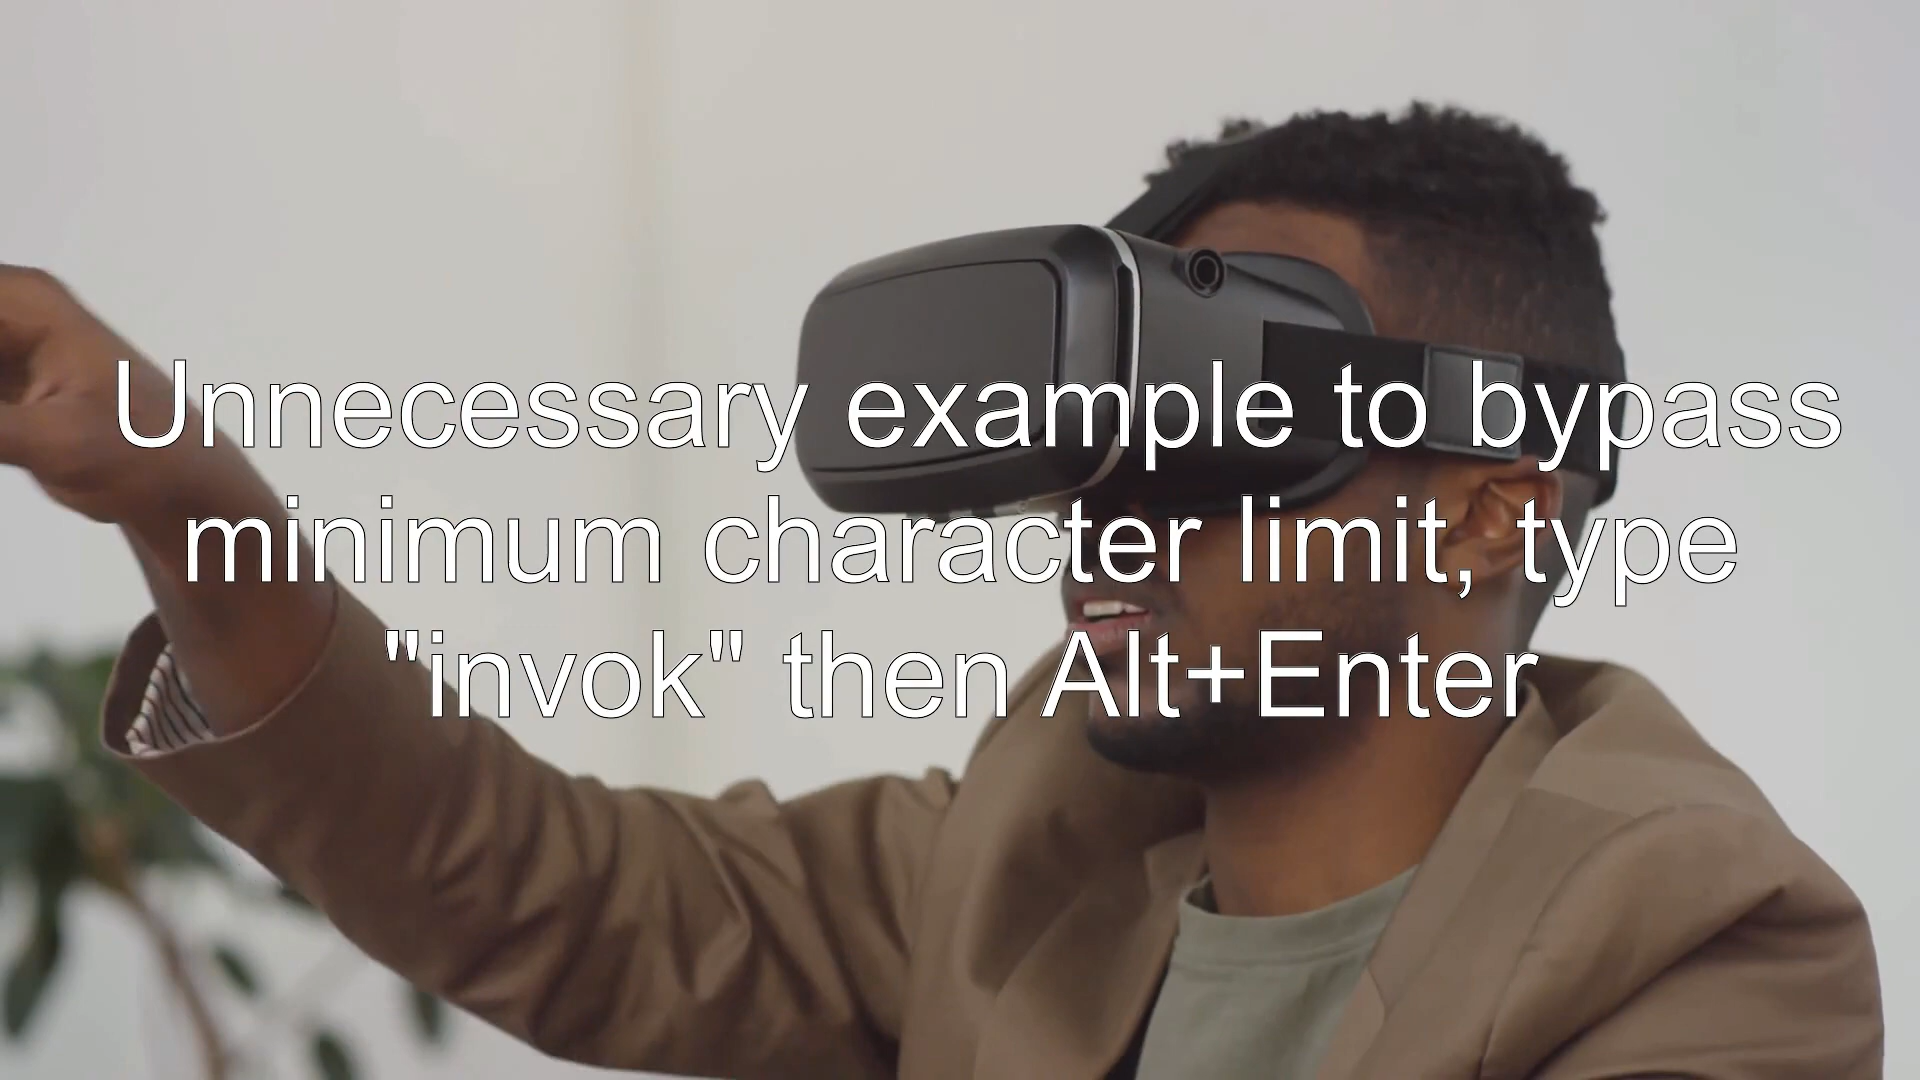 Unnecessary example to bypass
minimum character limit, type
"invok" then Alt+Enter